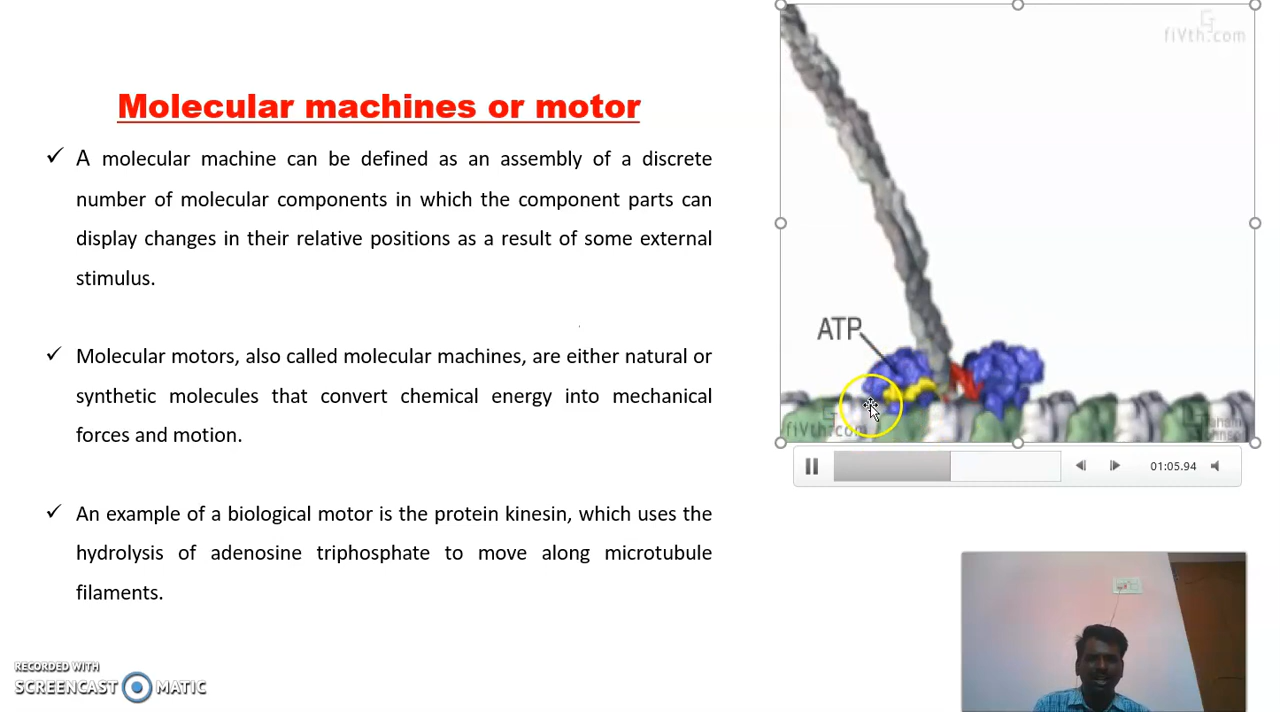 Molecular machines or motor
✓ A molecular machine can be defined as an assembly of a discrete
number of molecular components in which the component parts can
display changes in their relative positions as a result of some external
stimulus.
✓ Molecular motors, also called molecular machines, are either natural or
synthetic molecules that convert chemical energy into mechanical
forces and motion.
✓ An example of a biological motor is the protein kinesin, which uses the
hydrolysis of adenosine triphosphate to move along microtubule
filaments.
fiVth.com
ATP
fiVth.com
01:05.94
RECORDED WITH
SCREENCAST MATIC